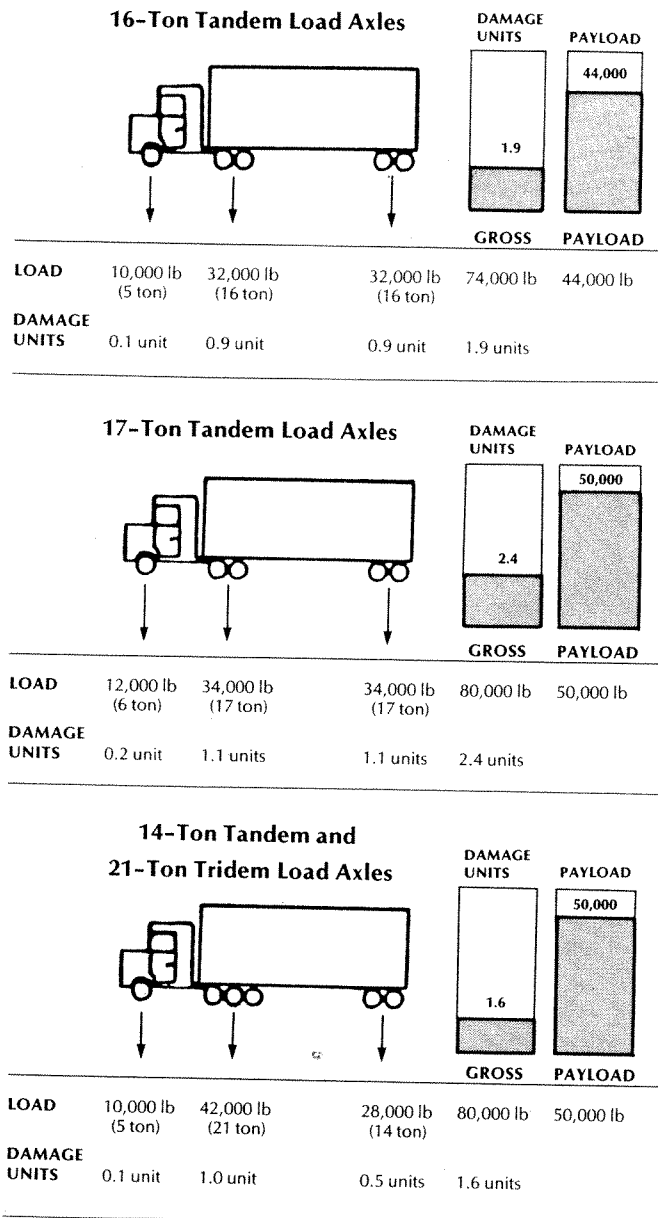 16-Ton Tandem Load Axles
DAMAGE UNITS
PAYLOAD
44,000
1.9
GROSS PAYLOAD
LOAD 10,000 lb 32,000 lb 32,000 lb 74,000 lb 44,000 lb
(5 ton) (16 ton) (16 ton)
DAMAGE
UNITS 0.1 unit 0.9 unit 0.9 unit 1.9 units
17-Ton Tandem Load Axles
DAMAGE UNITS
PAYLOAD
50,000
2.4
GROSS PAYLOAD
LOAD 12,000 lb 34,000 lb 34,000 lb 80,000 lb 50,000 lb
(6 ton) (17 ton) (17 ton)
DAMAGE
UNITS 0.2 unit 1.1 units 1.1 units 2.4 units
14-Ton Tandem and
21-Ton Tridem Load Axles
DAMAGE UNITS
PAYLOAD
50,000
1.6
GROSS PAYLOAD
LOAD 10,000 lb 42,000 lb 28,000 lb 80,000 lb 50,000 lb
(5 ton) (21 ton) (14 ton)
DAMAGE
UNITS 0.1 unit 1.0 unit 0.5 units 1.6 units